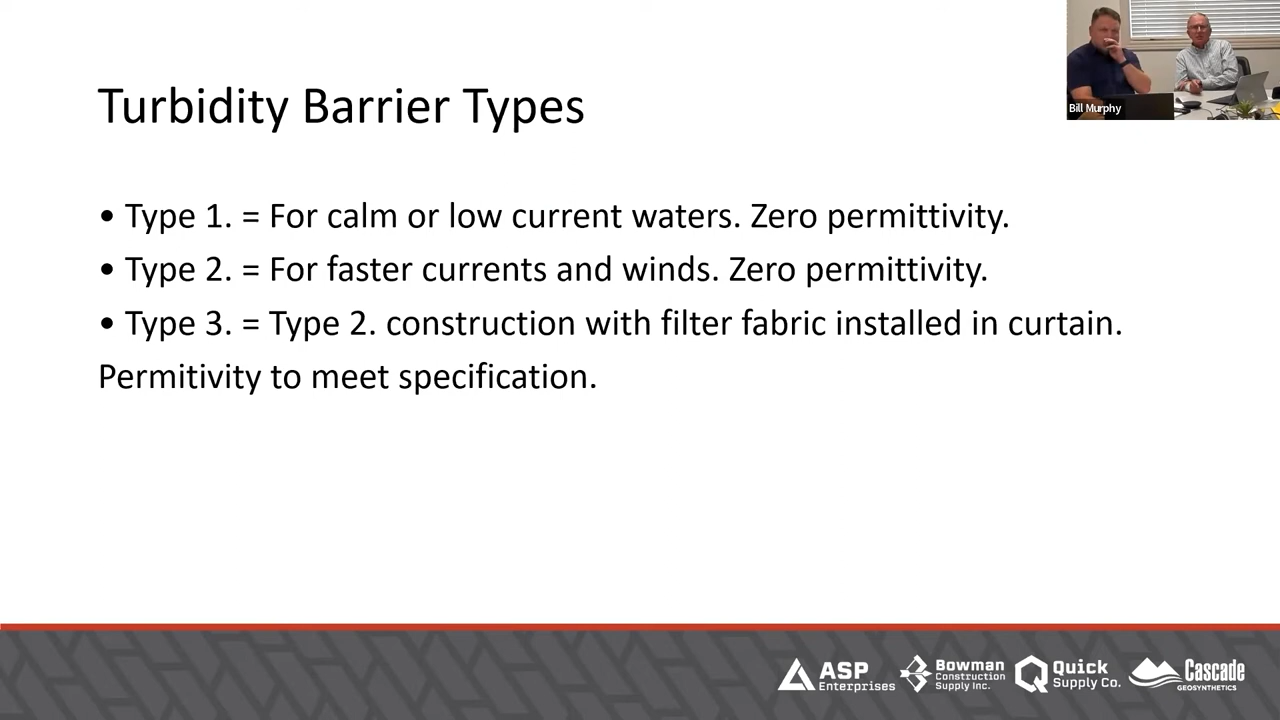 Turbidity Barrier Types
• Type 1. = For calm or low current waters. Zero permittivity.
• Type 2. = For faster currents and winds. Zero permittivity.
• Type 3. = Type 2. construction with filter fabric installed in curtain.
Permitivity to meet specification.
Bill Murphy
ASP
Enterprises
Bowman
Construction
Supply Inc.
Quick
Supply Co.
Cascade
GEOSYNTHETICS